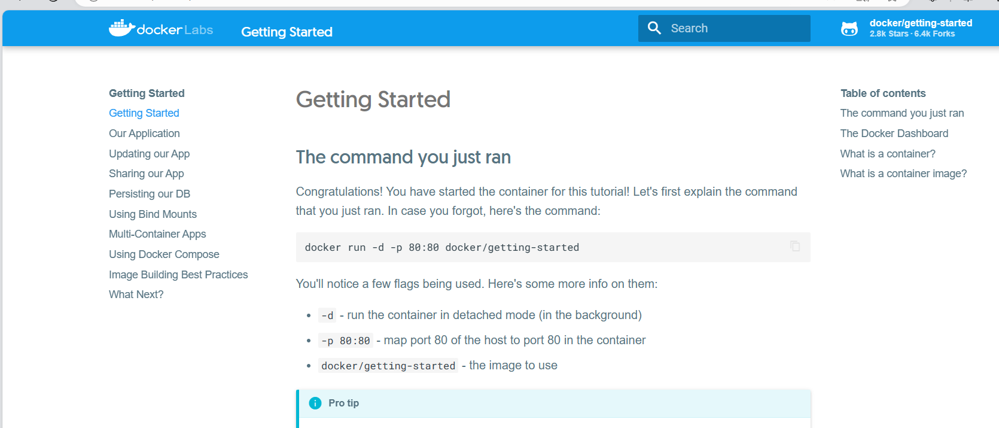 docker Labs
Getting Started
Search
docker/getting-started
2.8k Stars · 6.4k Forks
Getting Started
Getting Started
Our Application
Updating our App
Sharing our App
Persisting our DB
Using Bind Mounts
Multi-Container Apps
Using Docker Compose
Image Building Best Practices
What Next?
Getting Started
The command you just ran
Congratulations! You have started the container for this tutorial! Let's first explain the command
that you just ran. In case you forgot, here's the command:
docker run -d -p 80:80 docker/getting-started
You'll notice a few flags being used. Here's some more info on them:
• -d - run the container in detached mode (in the background)
• -p 80:80 - map port 80 of the host to port 80 in the container
• docker/getting-started - the image to use
Pro tip
Table of contents
The command you just ran
The Docker Dashboard
What is a container?
What is a container image?